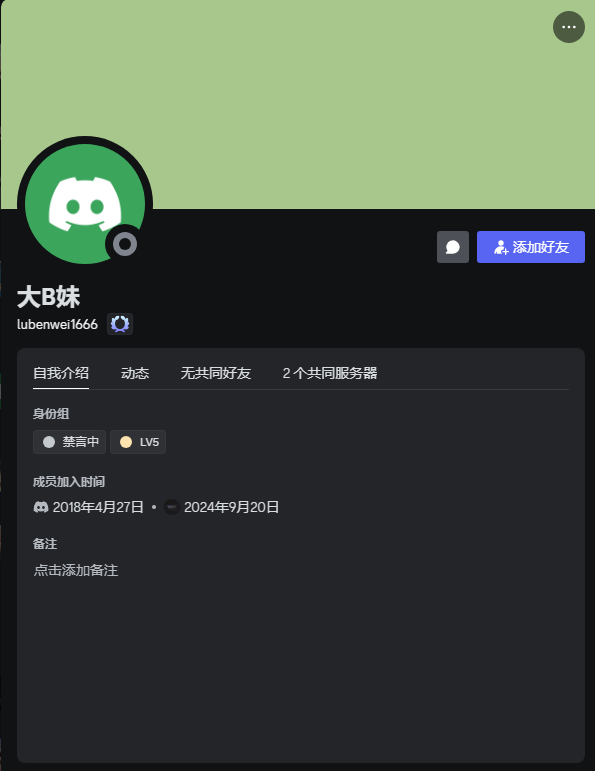 大B妹
lubenwei1666
添加好友
自我介绍 动态 无共同好友 2 个共同服务器
身份组
禁言中 LV5
成员加入时间
2018年4月27日 • 2024年9月20日
备注
点击添加备注